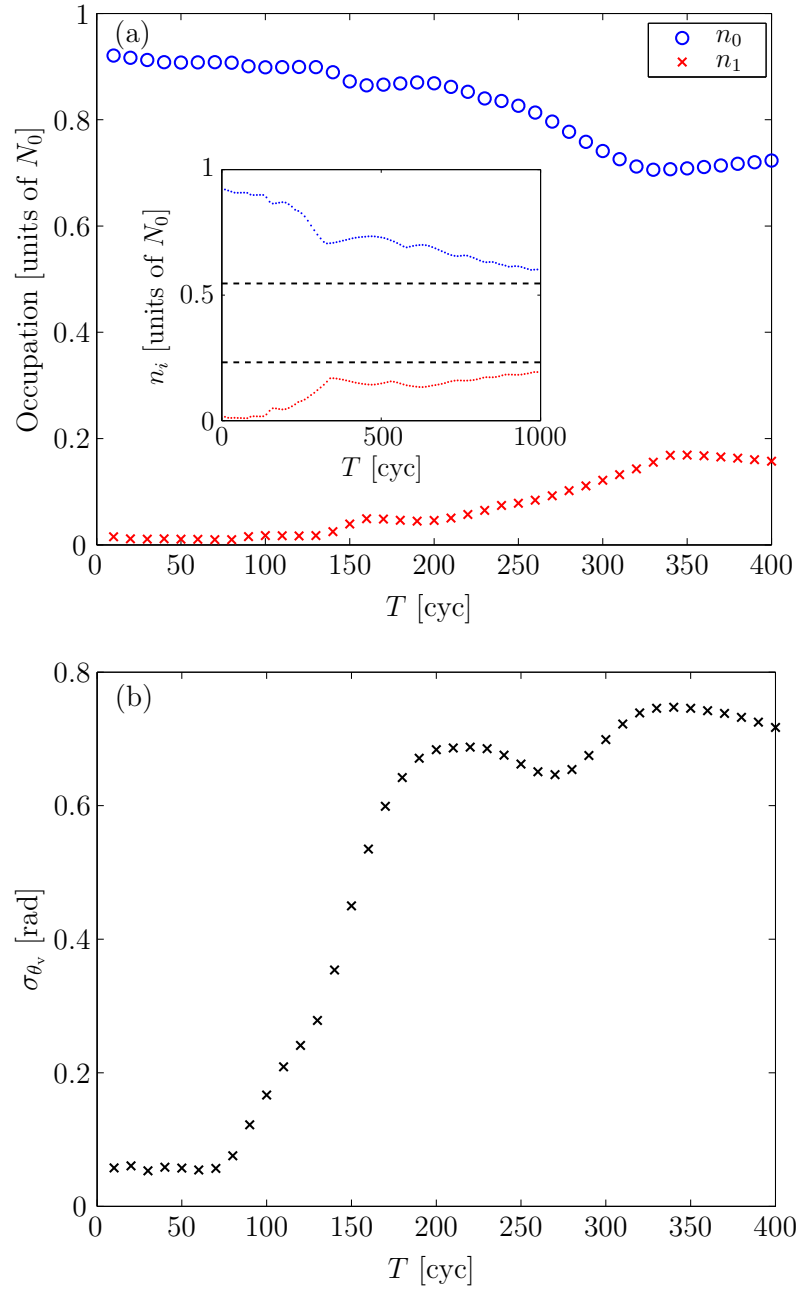 1
(a)
n₀
n₁
0.8
0.6
0.4
0.2
0
Occupation [units of N₀]
1
0.5
0
nᵢ [units of N₀]
0 500 1000
T [cyc]
0 50 100 150 200 250 300 350 400
T [cyc]
0.8
(b)
0.6
0.4
0.2
0
σ_θᵥ [rad]
0 50 100 150 200 250 300 350 400
T [cyc]